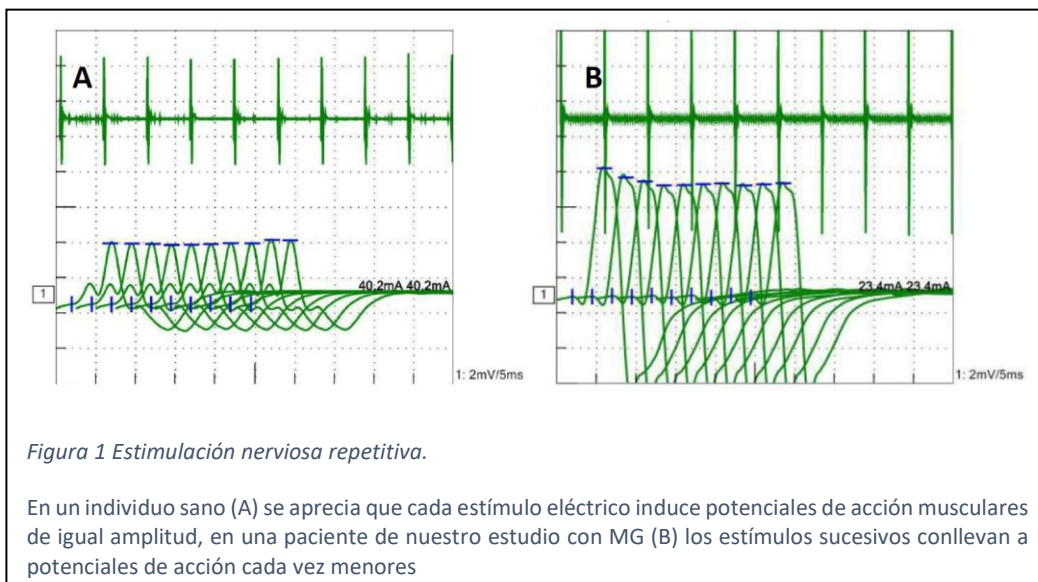 A
B
1
40.2mA 40.2mA
1: 2mV/5ms
1
23.4mA 23.4mA
1: 2mV/5ms
Figura 1 Estimulación nerviosa repetitiva.
En un individuo sano (A) se aprecia que cada estímulo eléctrico induce potenciales de acción musculares
de igual amplitud, en una paciente de nuestro estudio con MG (B) los estímulos sucesivos conllevan a
potenciales de acción cada vez menores